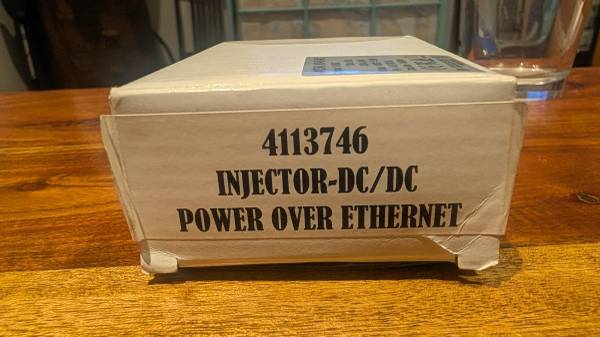 4113746
INJECTOR-DC/DC
POWER OVER ETHERNET